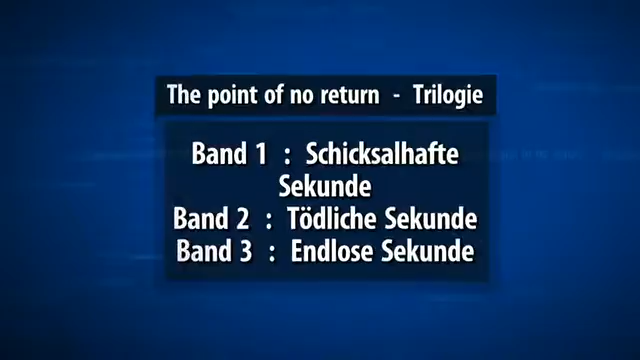 The point of no return - Trilogie
Band 1 : Schicksalhafte
Sekunde
Band 2 : Tödliche Sekunde
Band 3 : Endlose Sekunde